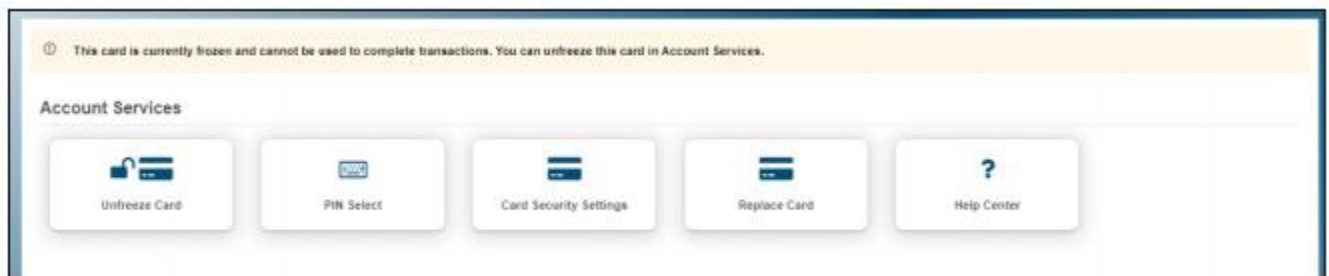 This card is currently frozen and cannot be used to complete transactions. You can unfreeze this card in Account Services.
Account Services
Unfreeze Card
PIN Select
Card Security Settings
Replace Card
Help Center